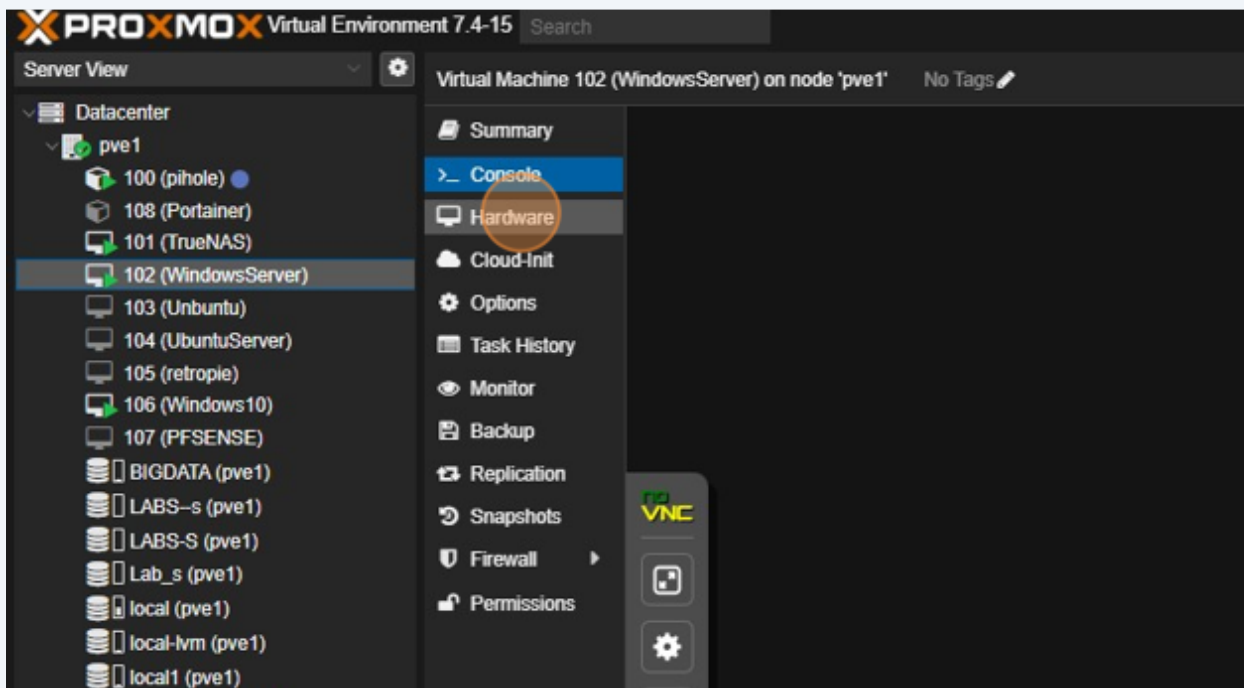 PROXMOX Virtual Environment 7.4-15 Search
Server View
Virtual Machine 102 (WindowsServer) on node 'pve1' No Tags
Datacenter
pve1
100 (pihole)
108 (Portainer)
101 (TrueNAS)
102 (WindowsServer)
103 (Unbuntu)
104 (UbuntuServer)
105 (retropie)
106 (Windows10)
107 (PFSENSE)
BIGDATA (pve1)
LABS--s (pve1)
LABS-S (pve1)
Lab_s (pve1)
local (pve1)
local-lvm (pve1)
local1 (pve1)
Summary
>_ Console
Hardware
Cloud-Init
Options
Task History
Monitor
Backup
Replication
Snapshots
Firewall
Permissions
no
VNC